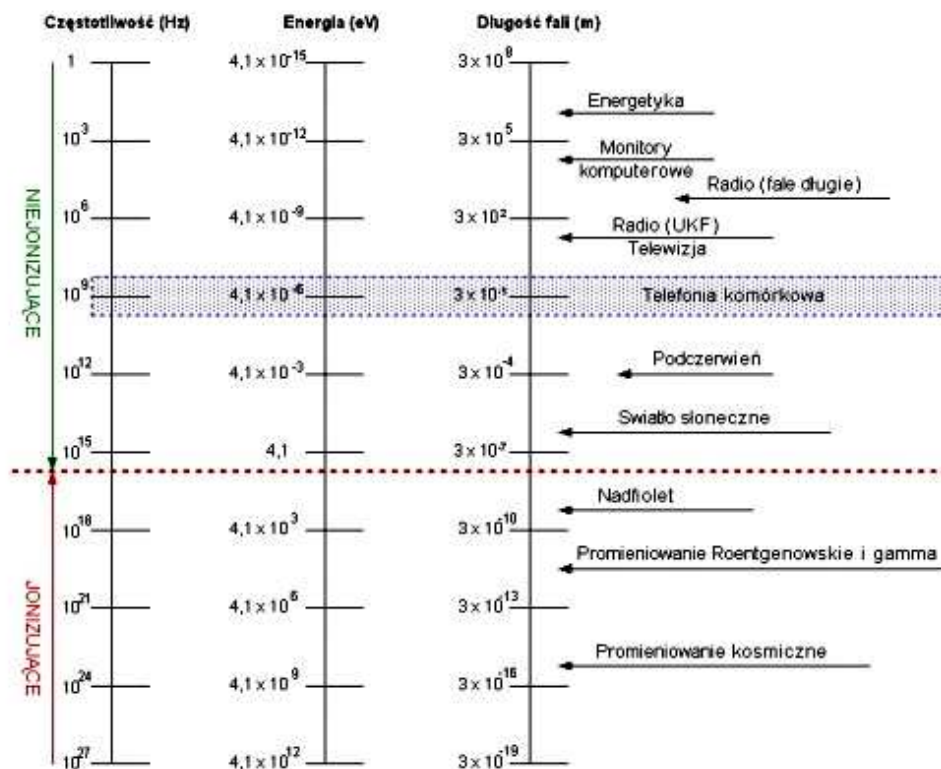 Częstotliwość (Hz) Energia (eV) Długość fali (m)
1 4,1 x 10⁻¹⁵ 3 x 10⁸
Energetyka
10³ 4,1 x 10⁻¹² 3 x 10⁵
Monitory
komputerowe
Radio (fale długie)
10⁶ 4,1 x 10⁻⁹ 3 x 10²
Radio (UKF)
Telewizja
NIEJONIZUJĄCE
10⁹ 4,1 x 10⁻⁶ 3 x 10⁻¹ Telefonia komórkowa
Podczerwień
10¹² 4,1 x 10⁻³ 3 x 10⁻⁴
Swiatło słoneczne
10¹⁵ 4,1 3 x 10⁻⁷
Nadfiolet
10¹⁸ 4,1 x 10³ 3 x 10⁻¹⁰
Promieniowanie Roentgenowskie i gamma
JONIZUJĄCE
10²¹ 4,1 x 10⁶ 3 x 10⁻¹³
Promieniowanie kosmiczne
10²⁴ 4,1 x 10⁹ 3 x 10⁻¹⁶
10²⁷ 4,1 x 10¹² 3 x 10⁻¹⁹